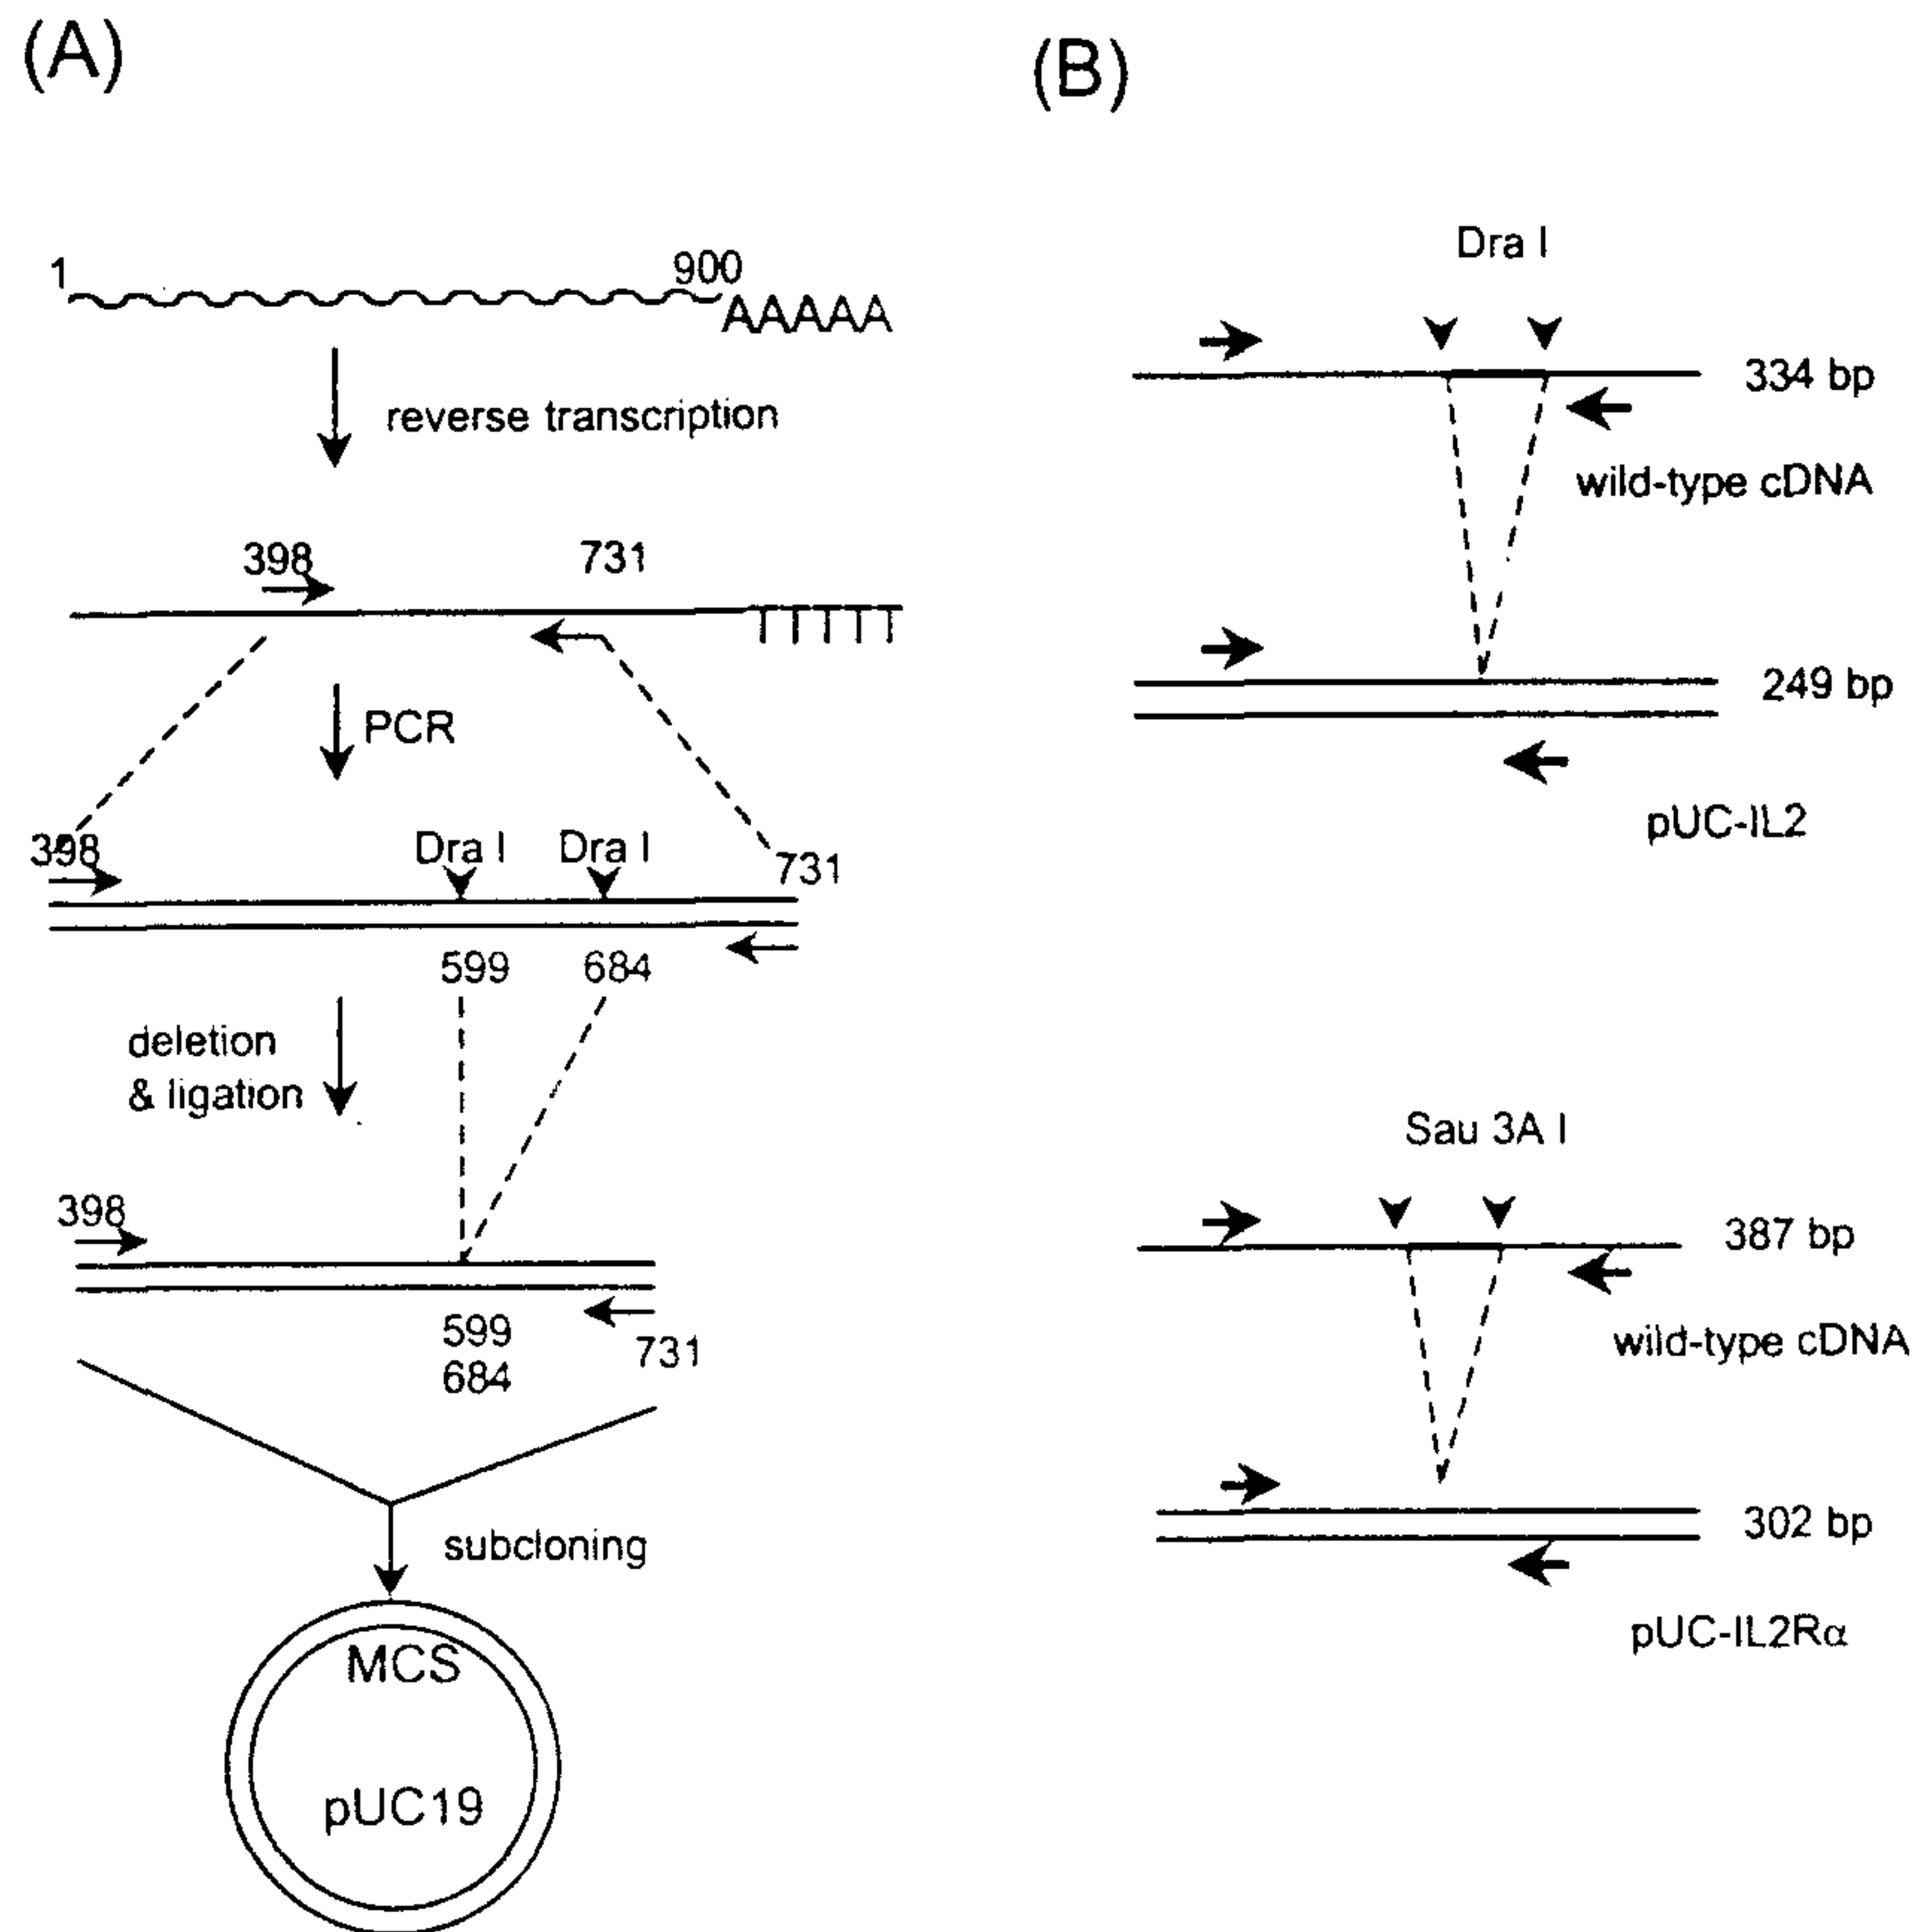 (A)
1
900
AAAAA
reverse transcription
398
731
TTTTT
PCR
398
Dra I
Dra I
731
599
684
deletion
& ligation
398
599
684
731
subcloning
MCS
pUC19
(B)
Dra I
334 bp
wild-type cDNA
249 bp
pUC-IL2
Sau 3A I
387 bp
wild-type cDNA
302 bp
pUC-IL2Rα